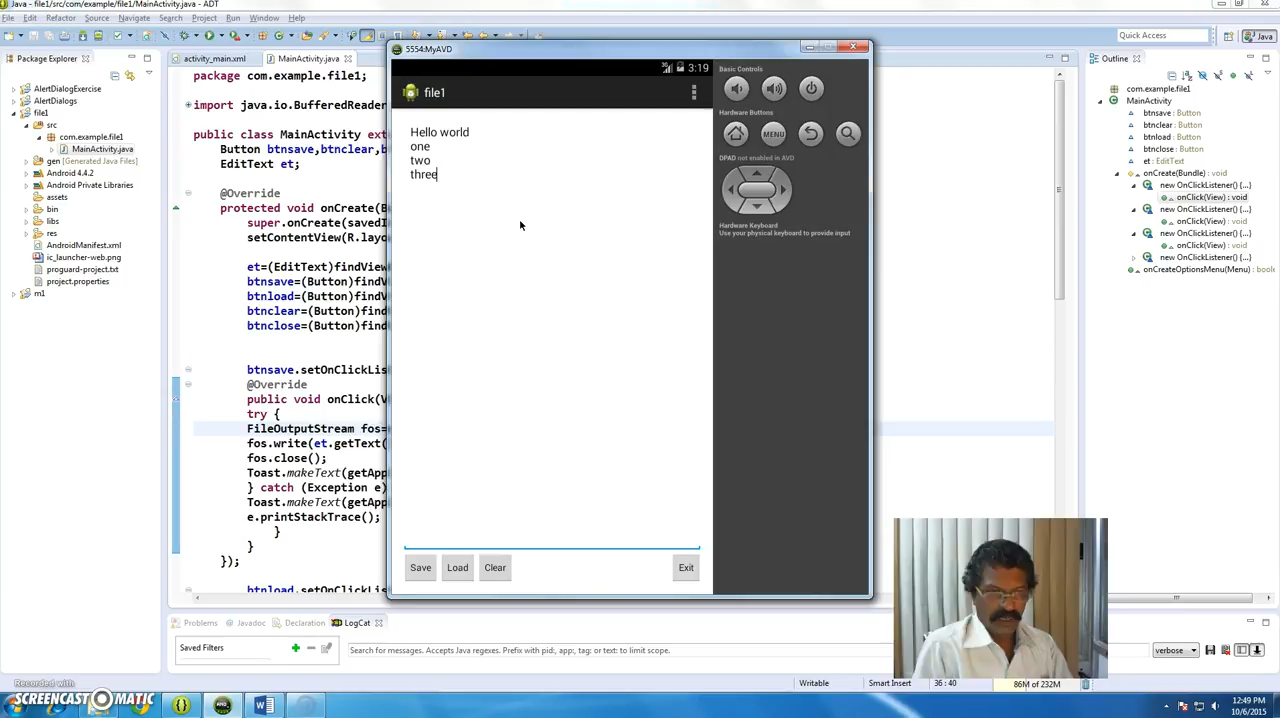 Java - file1/src/com/example/file1/MainActivity.java - ADT
File Edit Refactor Source Navigate Search Project Run Window Help
Quick Access
Java
Package Explorer
AlertDialogExercise
AlertDialogs
file1
src
com.example.file1
MainActivity.java
gen [Generated Java Files]
Android 4.4.2
Android Private Libraries
assets
bin
libs
res
AndroidManifest.xml
ic_launcher-web.png
proguard-project.txt
project.properties
m1
activity_main.xml
MainActivity.java
package com.example.file1;
import java.io.BufferedReader
public class MainActivity ext
Button btnsave,btnclear,b
EditText et;
@Override
protected void onCreate(B
super.onCreate(savedI
setContentView(R.layo
et=(EditText)findView
btnsave=(Button)findV
btnload=(Button)findV
btnclear=(Button)find
btnclose=(Button)find
btnsave.setOnClickLis
@Override
public void onClick(V
try {
FileOutputStream fos=
fos.write(et.getText(
fos.close();
Toast.makeText(getApp
} catch (Exception e)
Toast.makeText(getApp
e.printStackTrace();
}
}
});
btnload.setOnClickLis
5554:MyAVD
3G
3:19
file1
Hello world
one
two
three
Save
Load
Clear
Exit
Basic Controls
Hardware Buttons
MENU
DPAD not enabled in AVD
Hardware Keyboard
Use your physical keyboard to provide input
Outline
com.example.file1
MainActivity
btnsave : Button
btnclear : Button
btnload : Button
btnclose : Button
et : EditText
onCreate(Bundle) : void
new OnClickListener() {...}
onClick(View) : void
new OnClickListener() {...}
onClick(View) : void
new OnClickListener() {...}
onClick(View) : void
new OnClickListener() {...}
onCreateOptionsMenu(Menu) : boole
Problems
Javadoc
Declaration
LogCat
Saved Filters
Search for messages. Accepts Java regexes. Prefix with pid:, app:, tag: or text: to limit scope.
verbose
Writable
Smart Insert
36 : 40
86M of 232M
Recorded with
SCREENCAST MATIC
12:49 PM
10/6/2015